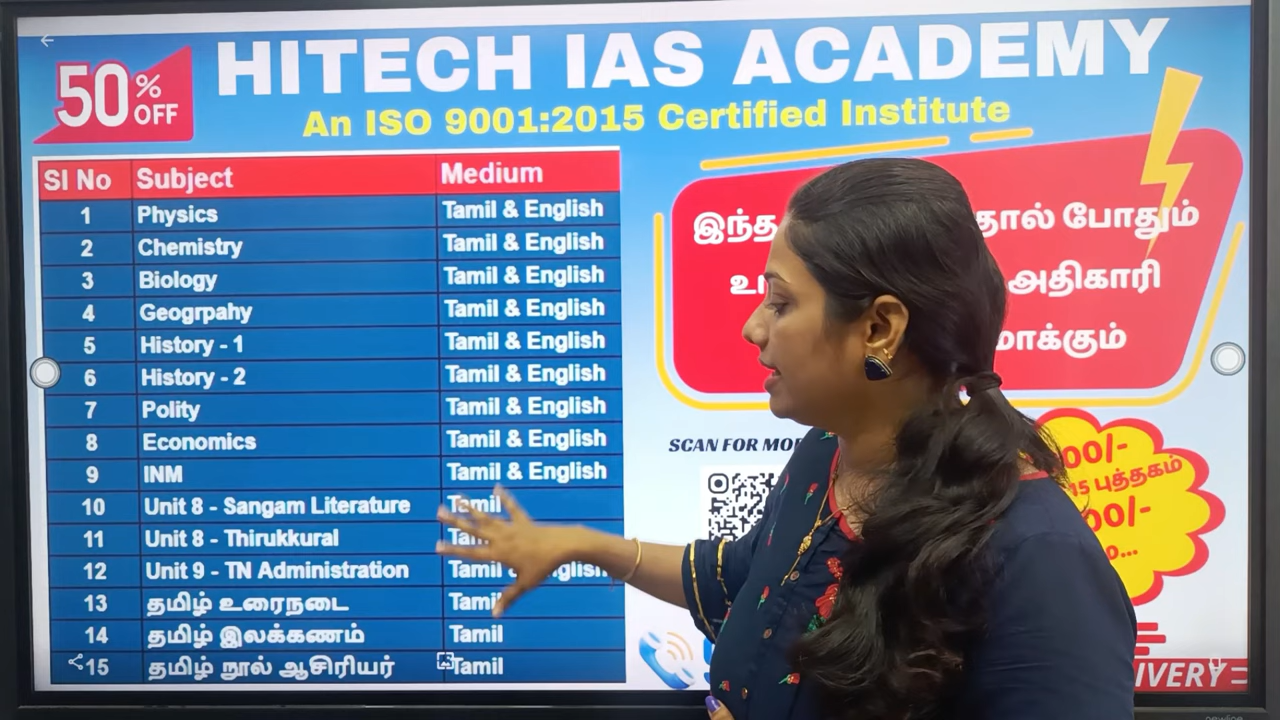 50% OFF
HITECH IAS ACADEMY
An ISO 9001:2015 Certified Institute
Sl No Subject Medium
1 Physics Tamil & English
2 Chemistry Tamil & English
3 Biology Tamil & English
4 Geogrpahy Tamil & English
5 History - 1 Tamil & English
6 History - 2 Tamil & English
7 Polity Tamil & English
8 Economics Tamil & English
9 INM Tamil & English
10 Unit 8 - Sangam Literature Tamil
11 Unit 8 - Thirukkural
12 Unit 9 - TN Administration Tamil & English
13 தமிழ் உரைநடை Tamil
14 தமிழ் இலக்கணம் Tamil
15 தமிழ் நூல் ஆசிரியர் Tamil
இந்த போதும்
அதிகாரி
SCAN FOR
15 புத்தகம்